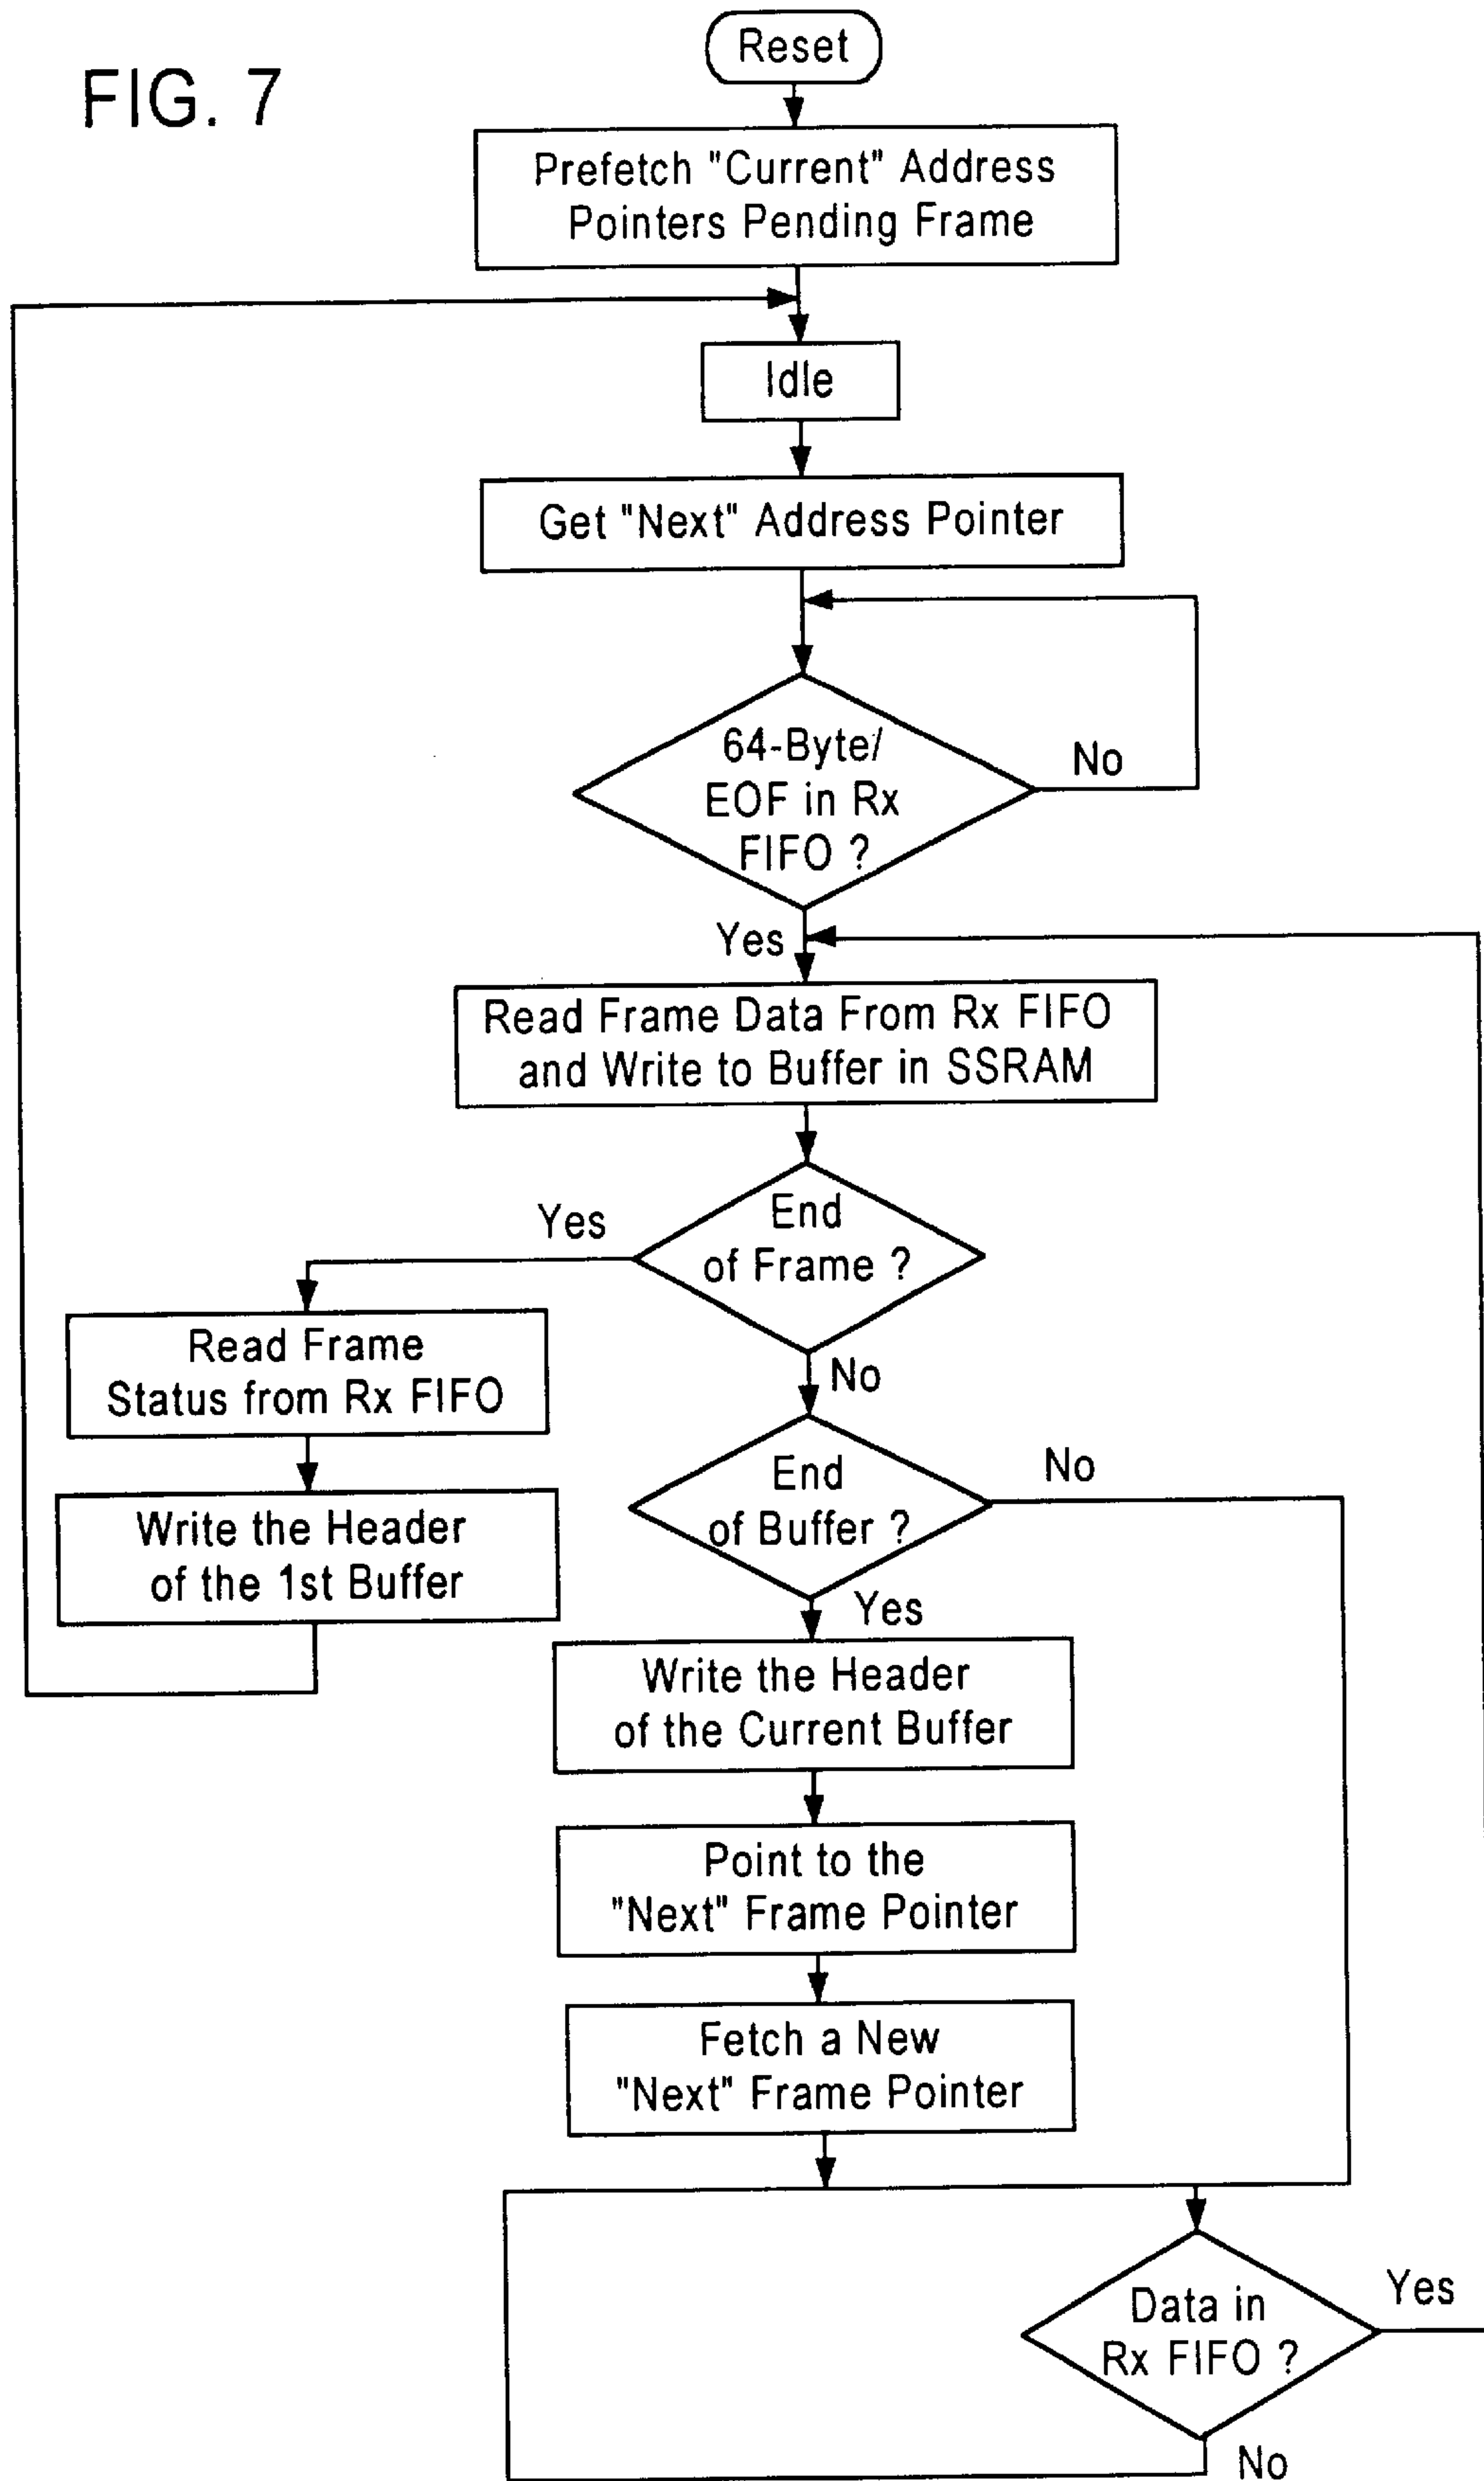 FIG. 7
Reset
Prefetch "Current" Address
Pointers Pending Frame
Idle
Get "Next" Address Pointer
64-Byte/
EOF in Rx
FIFO ?
No
Yes
Read Frame Data From Rx FIFO
and Write to Buffer in SSRAM
End
of Frame ?
Yes
No
Read Frame
Status from Rx FIFO
Write the Header
of the 1st Buffer
End
of Buffer ?
No
Yes
Write the Header
of the Current Buffer
Point to the
"Next" Frame Pointer
Fetch a New
"Next" Frame Pointer
Data in
Rx FIFO ?
Yes
No